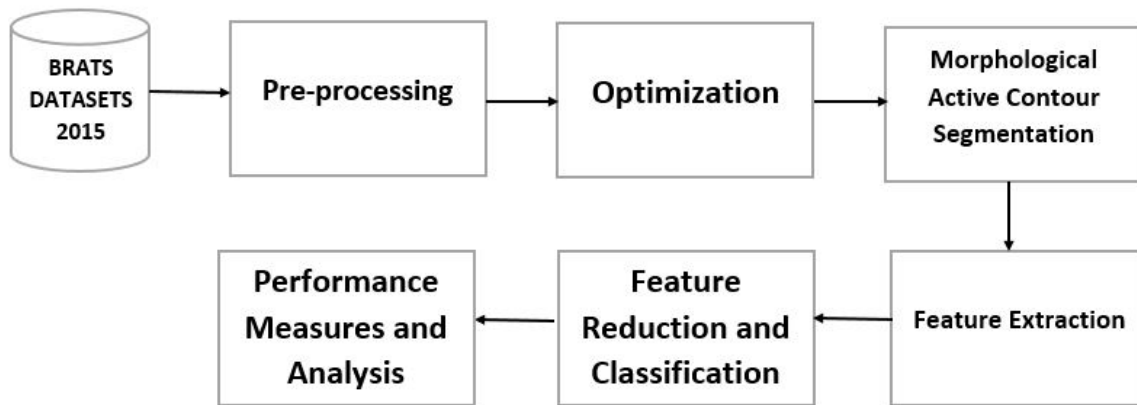 BRATS
DATASETS
2015
Pre-processing
Optimization
Morphological
Active Contour
Segmentation
Feature Extraction
Feature
Reduction and
Classification
Performance
Measures and
Analysis